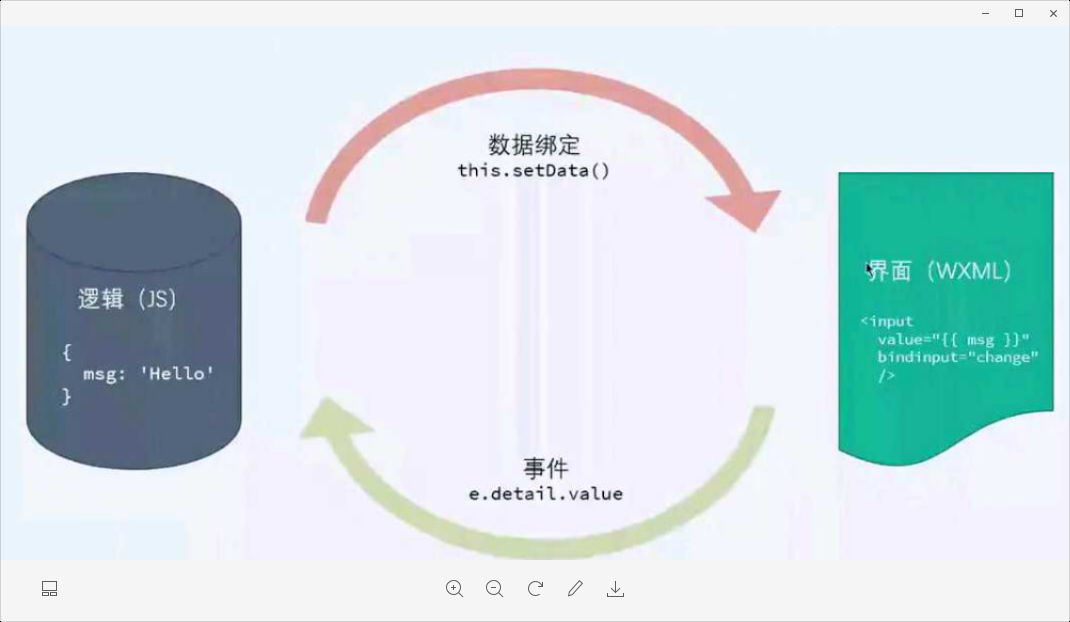 数据绑定
this.setData()
逻辑（JS）
{
msg: 'Hello'
}
界面（WXML）
<input
value="{{ msg }}"
bindinput="change"
/>
事件
e.detail.value